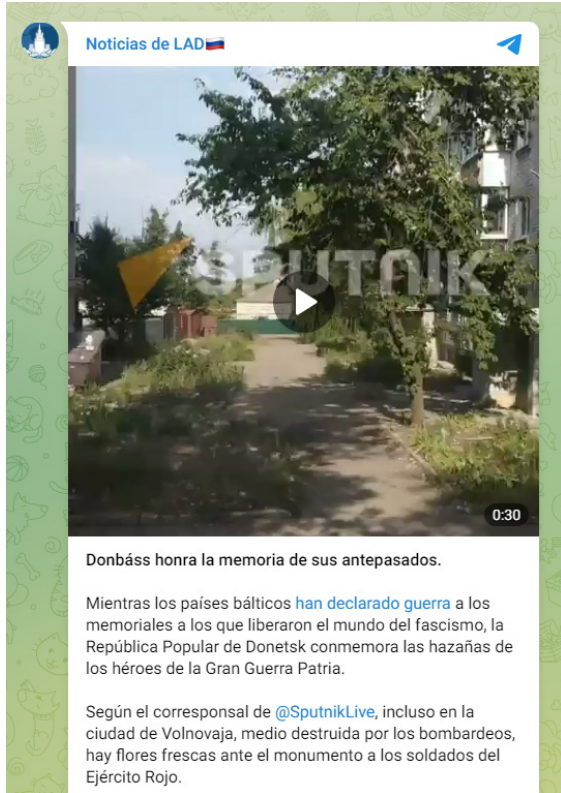 Noticias de LAD🇷🇺
SPUTNIK
0:30
Donbáss honra la memoria de sus antepasados.
Mientras los países bálticos han declarado guerra a los
memoriales a los que liberaron el mundo del fascismo, la
República Popular de Donetsk conmemora las hazañas de
los héroes de la Gran Guerra Patria.
Según el corresponsal de @SputnikLive, incluso en la
ciudad de Volnovaja, medio destruida por los bombardeos,
hay flores frescas ante el monumento a los soldados del
Ejército Rojo.